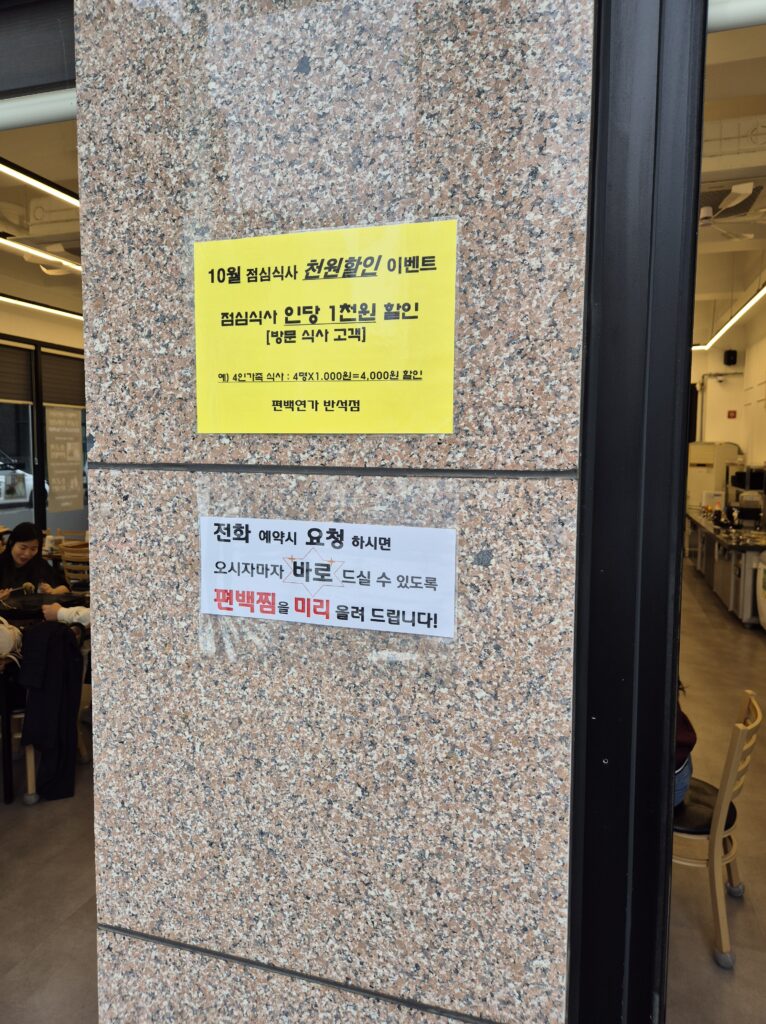 10월 점심식사 천원할인 이벤트
점심식사 인당 1천원 할인
[방문 식사 고객]
예) 4인가족 식사 : 4명X1.000원=4,000원 할인
편백연가 반석점
전화 예약시 요청 하시면
오시자마자 바로 드실 수 있도록
편백찜을 미리 올려 드립니다!